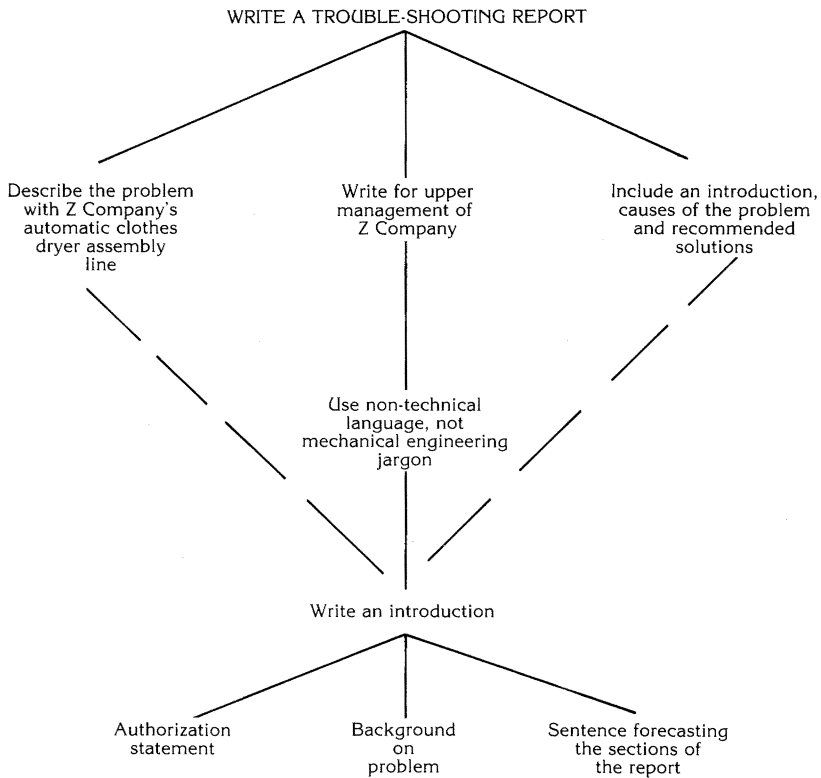 WRITE A TROUBLE-SHOOTING REPORT
Describe the problem
with Z Company's
automatic clothes
dryer assembly
line
Write for upper
management of
Z Company
Include an introduction,
causes of the problem
and recommended
solutions
Use non-technical
language, not
mechanical engineering
jargon
Write an introduction
Authorization
statement
Background
on
problem
Sentence forecasting
the sections of
the report